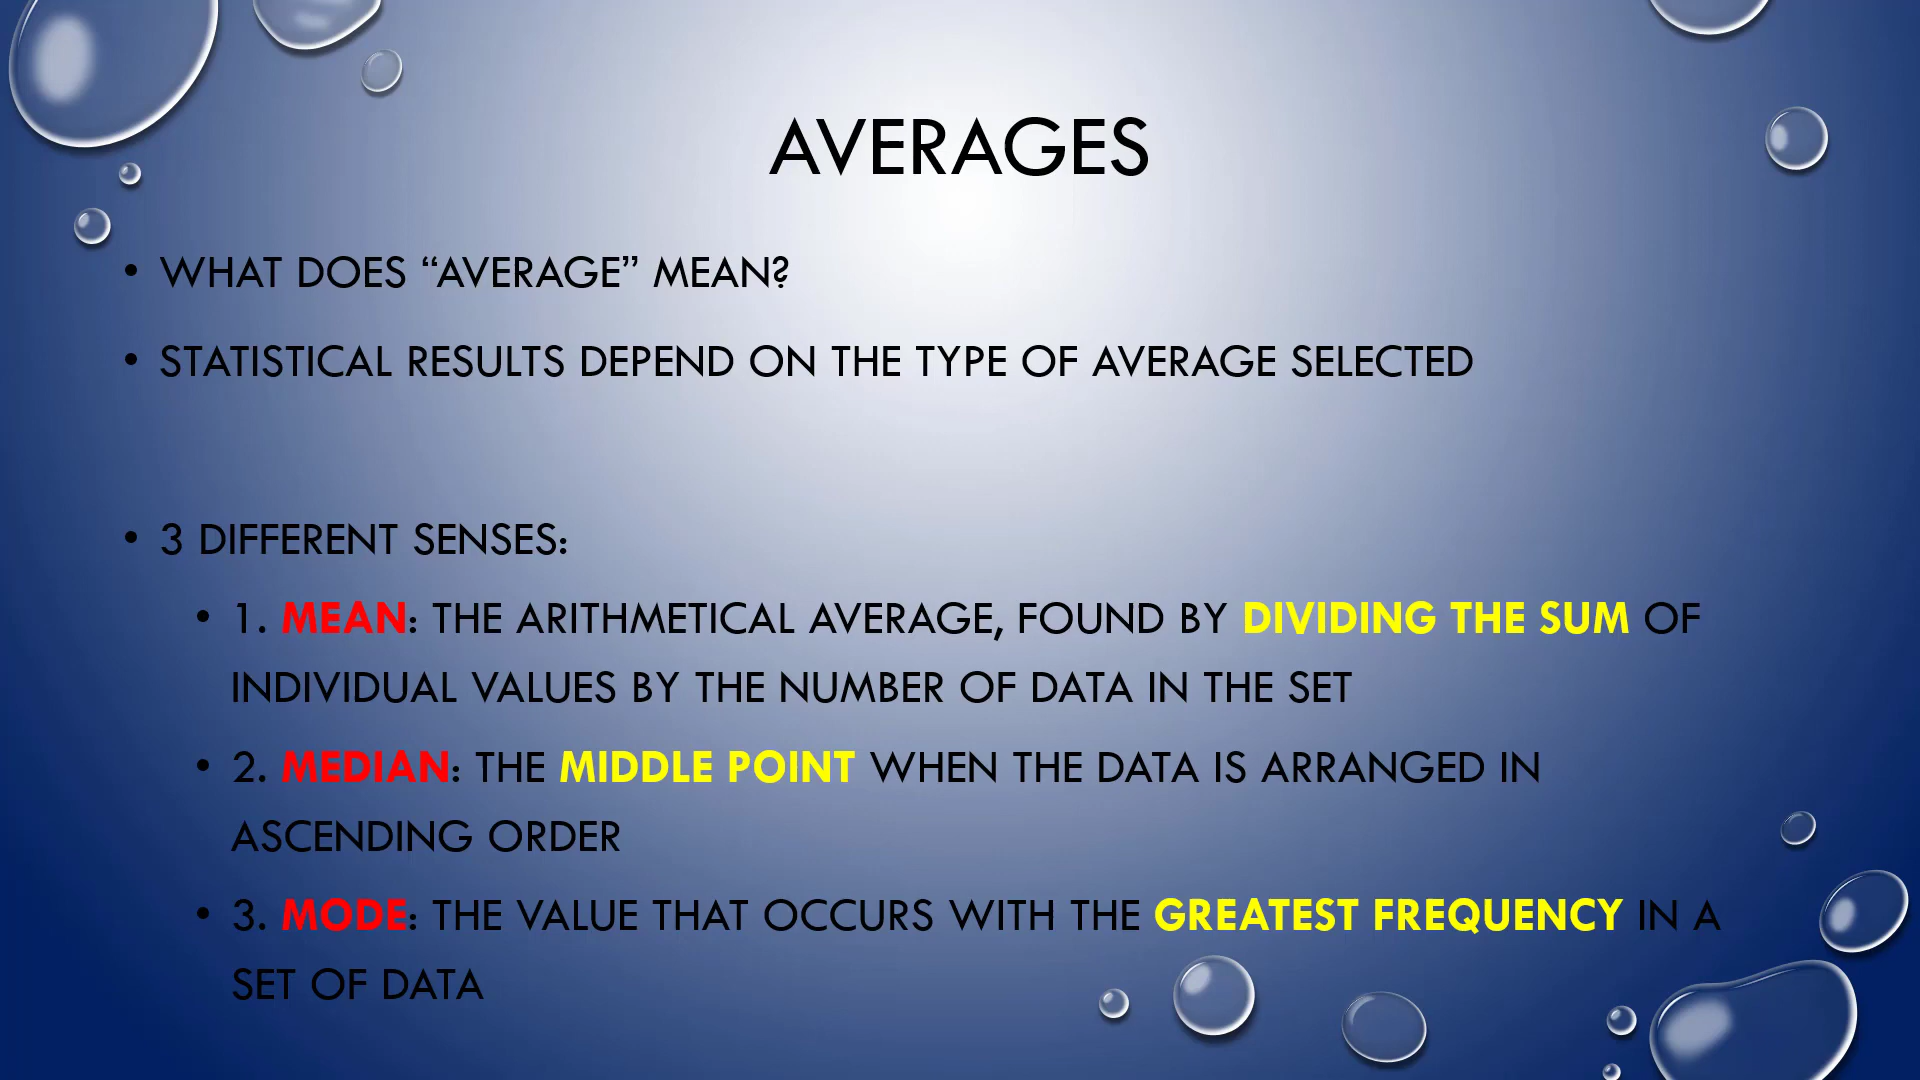 AVERAGES
• WHAT DOES “AVERAGE” MEAN?
• STATISTICAL RESULTS DEPEND ON THE TYPE OF AVERAGE SELECTED
• 3 DIFFERENT SENSES:
• 1. MEAN: THE ARITHMETICAL AVERAGE, FOUND BY DIVIDING THE SUM OF
INDIVIDUAL VALUES BY THE NUMBER OF DATA IN THE SET
• 2. MEDIAN: THE MIDDLE POINT WHEN THE DATA IS ARRANGED IN
ASCENDING ORDER
• 3. MODE: THE VALUE THAT OCCURS WITH THE GREATEST FREQUENCY IN A
SET OF DATA